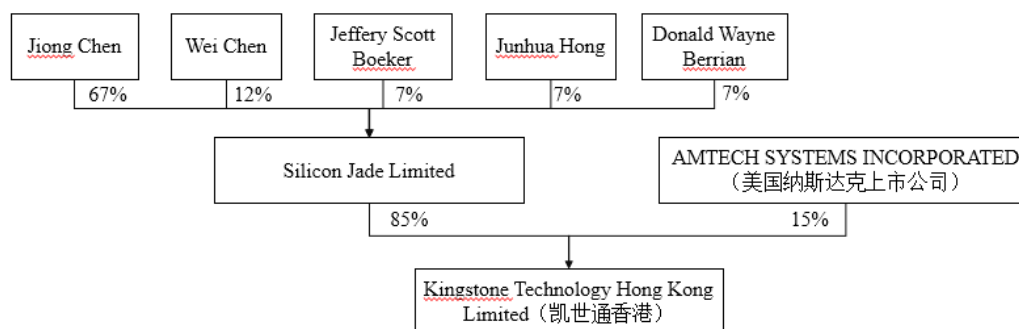 Jiong Chen
Wei Chen
Jeffery Scott
Boeker
Junhua Hong
Donald Wayne
Berrian
67%
12%
7%
7%
7%
Silicon Jade Limited
AMTECH SYSTEMS INCORPORATED
（美国纳斯达克上市公司）
85%
15%
Kingstone Technology Hong Kong
Limited（凯世通香港）